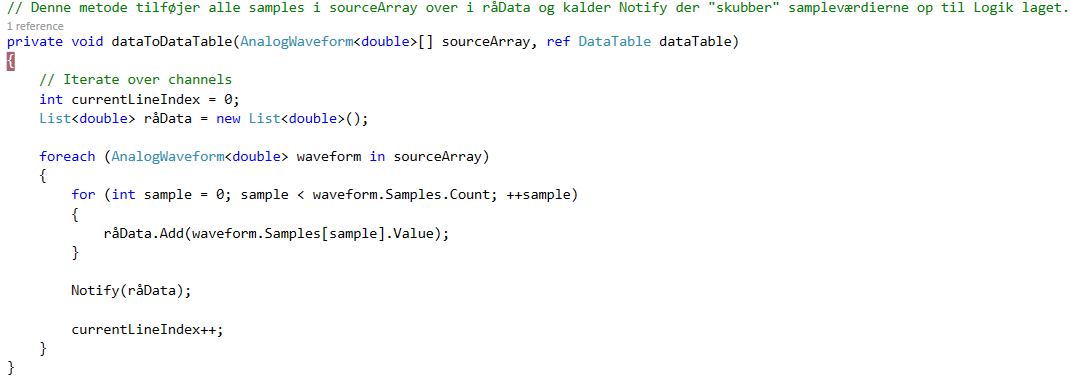 // Denne metode tilføjer alle samples i sourceArray over i råData og kalder Notify der "skubber" sampleværdierne op til Logik laget.
1 reference
private void dataToDataTable(AnalogWaveform<double>[] sourceArray, ref DataTable dataTable)
{
    // Iterate over channels
    int currentLineIndex = 0;
    List<double> råData = new List<double>();

    foreach (AnalogWaveform<double> waveform in sourceArray)
    {
        for (int sample = 0; sample < waveform.Samples.Count; ++sample)
        {
            råData.Add(waveform.Samples[sample].Value);
        }

        Notify(råData);

        currentLineIndex++;
    }
}